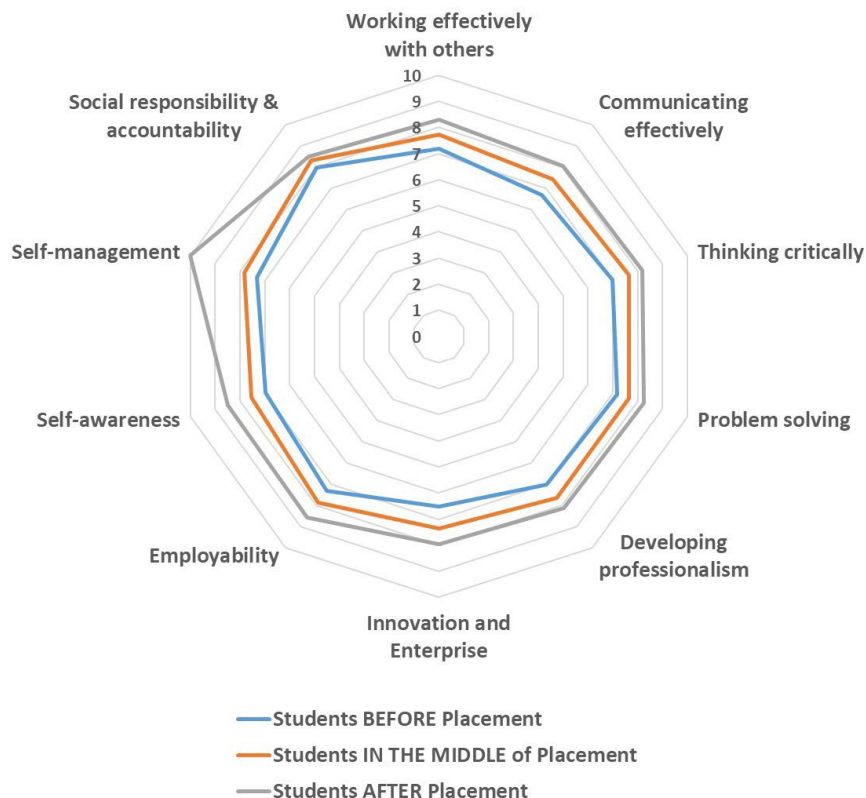 Working effectively
with others
Social responsibility &
accountability
Communicating
effectively
10
9
8
7
6
5
4
3
2
1
0
Self-management
Thinking critically
Self-awareness
Problem solving
Employability
Developing
professionalism
Innovation and
Enterprise
Students BEFORE Placement
Students IN THE MIDDLE of Placement
Students AFTER Placement